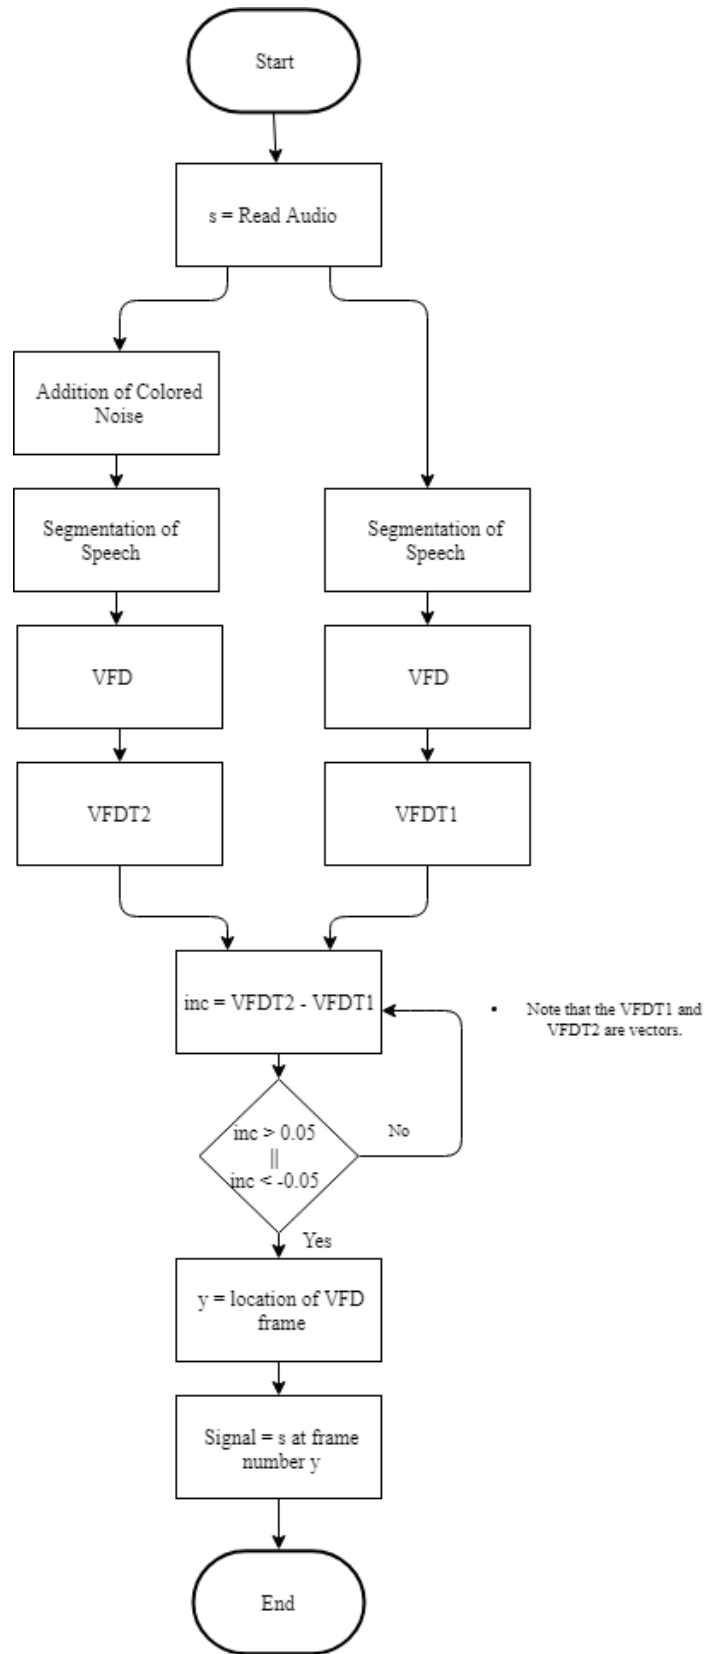 Start
s = Read Audio
Addition of Colored
Noise
Segmentation of
Speech
Segmentation of
Speech
VFD
VFD
VFDT2
VFDT1
inc = VFDT2 - VFDT1
• Note that the VFDT1 and
VFDT2 are vectors.
inc > 0.05
||
inc < -0.05
No
Yes
y = location of VFD
frame
Signal = s at frame
number y
End